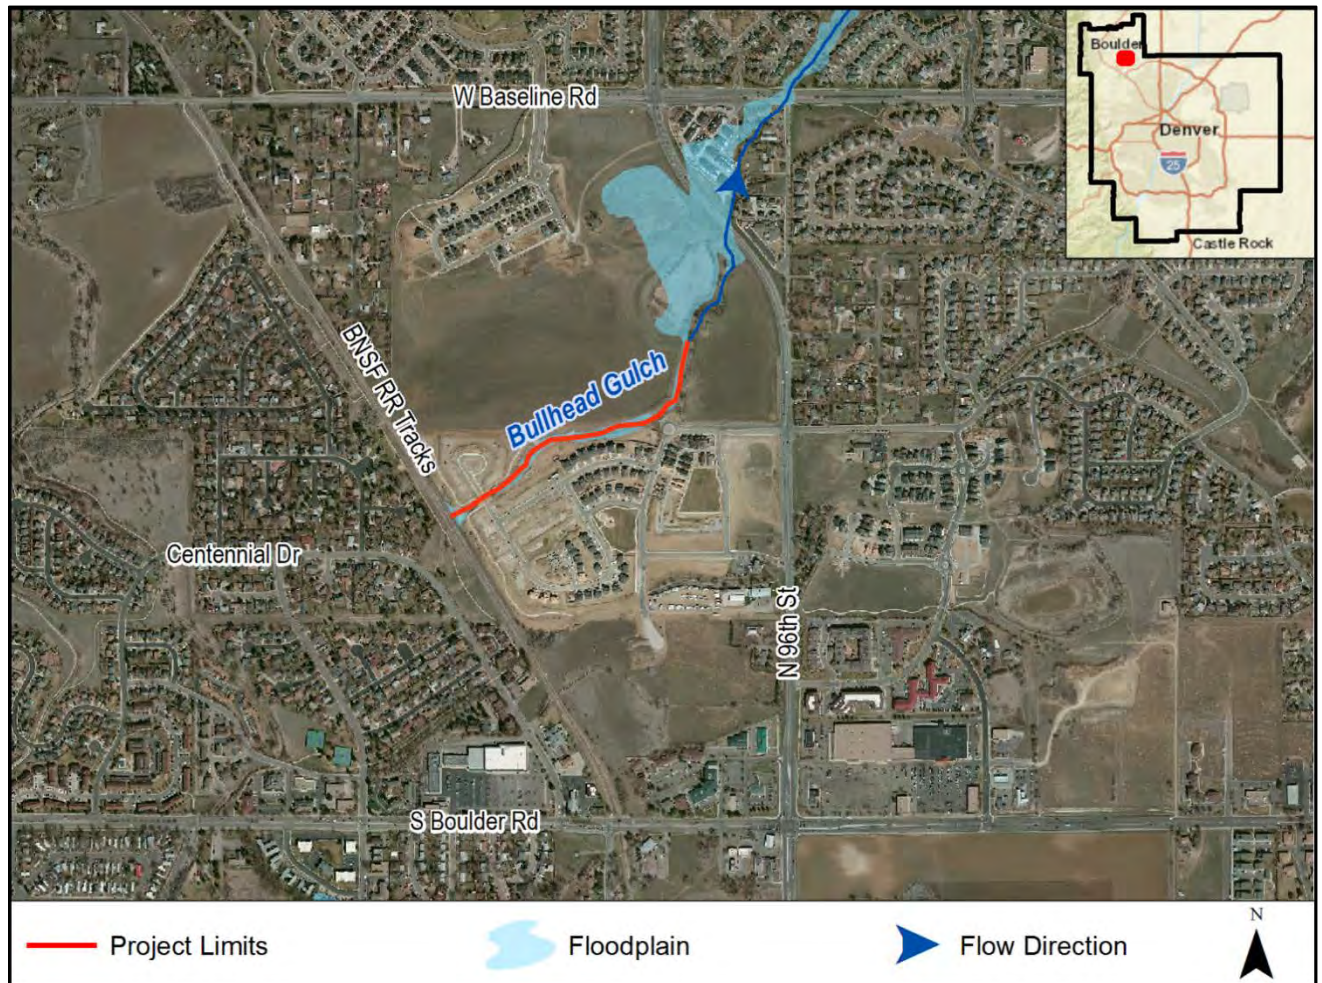 W Baseline Rd
Boulder
Denver
25
Castle Rock
BNSF RR Tracks
Bullhead Gulch
Centennial Dr
N 96th St
S Boulder Rd
Project Limits
Floodplain
Flow Direction
N